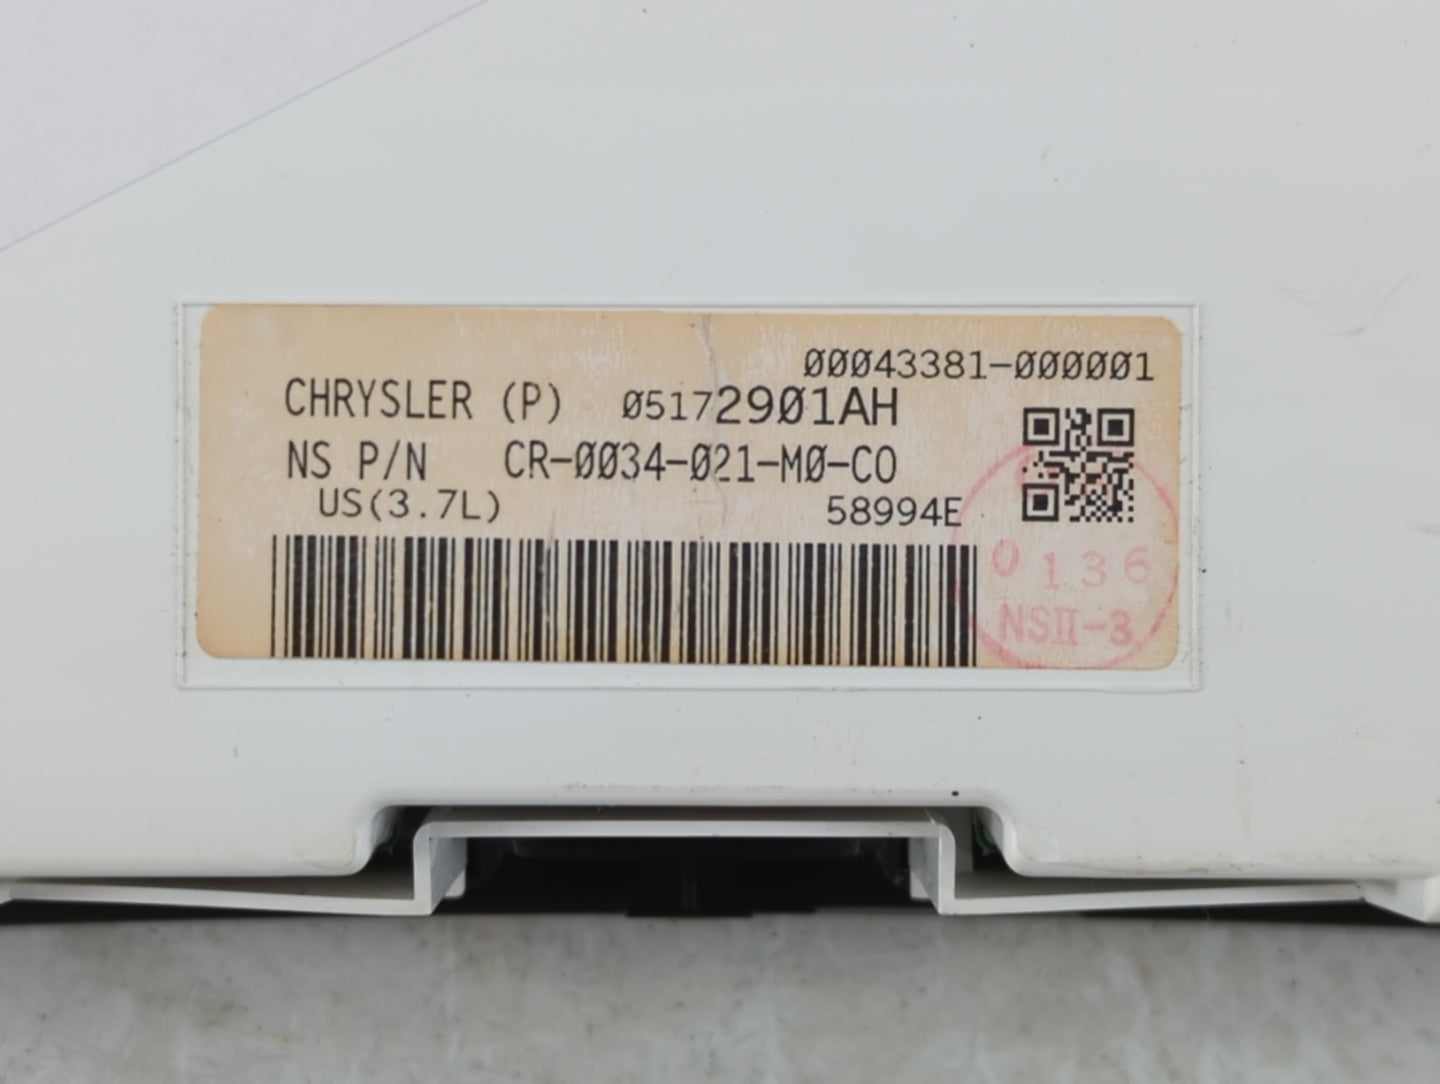 00043381-000001
CHRYSLER (P) 05172901AH
NS P/N CR-0034-021-M0-CO
US(3.7L) 58994E
0136
NSII-3